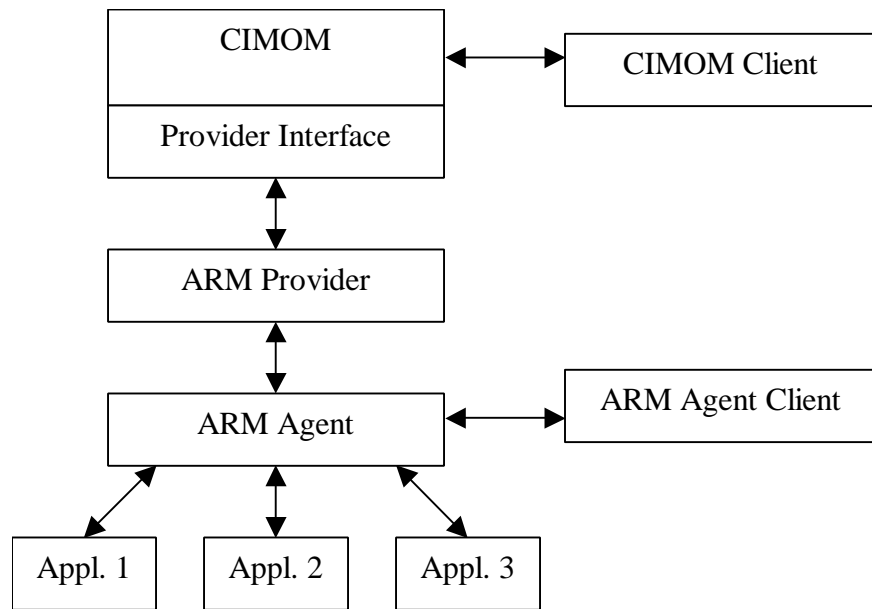 CIMOM
CIMOM Client
Provider Interface
ARM Provider
ARM Agent Client
ARM Agent
Appl. 1
Appl. 2
Appl. 3